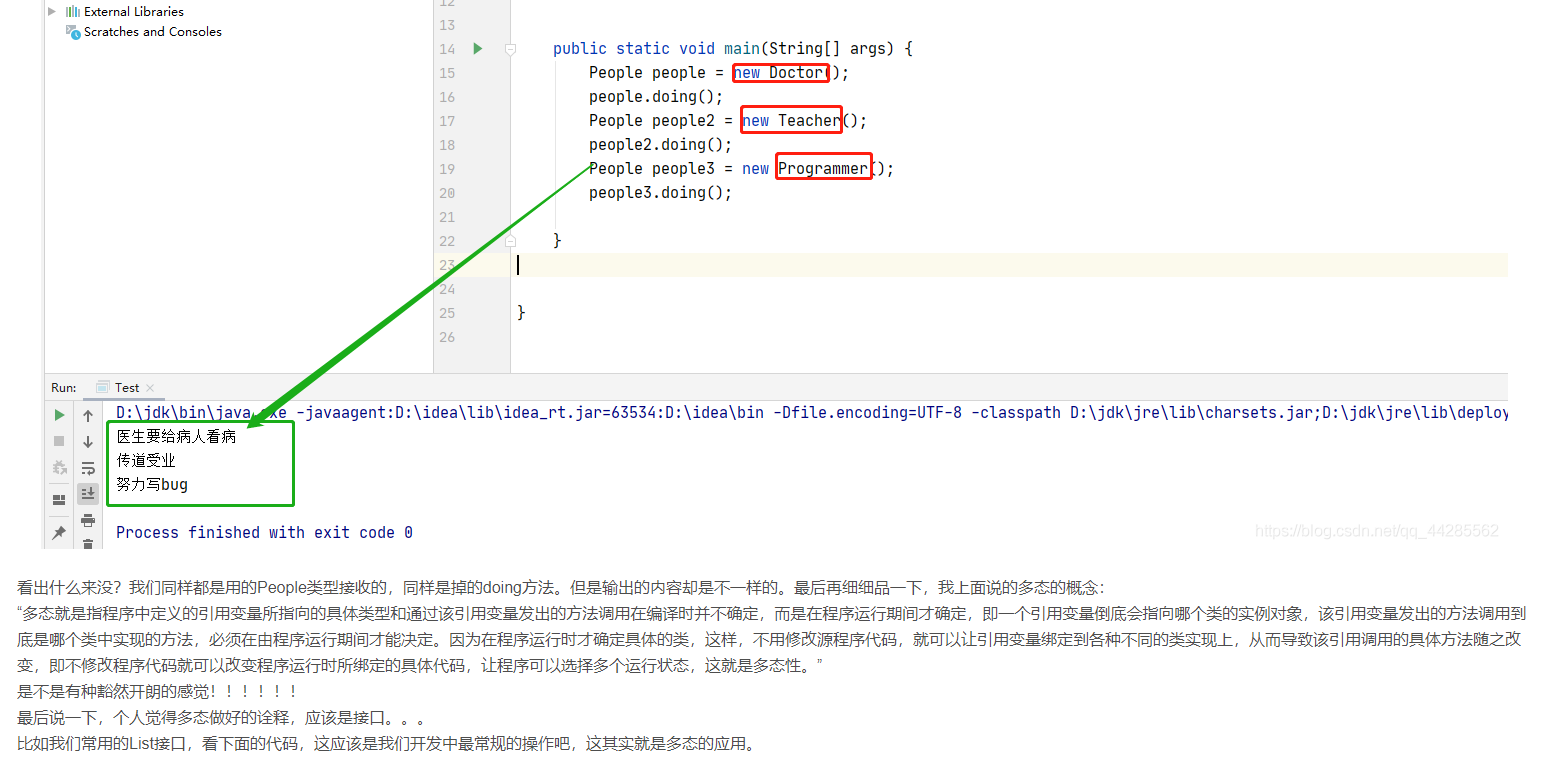 External Libraries
Scratches and Consoles
12
13
14 public static void main(String[] args) {
15 People people = new Doctor();
16 people.doing();
17 People people2 = new Teacher();
18 people2.doing();
19 People people3 = new Programmer();
20 people3.doing();
21
22 }
23
24
25 }
26
Run: Test
D:\jdk\bin\java.exe -javaagent:D:\idea\lib\idea_rt.jar=63534:D:\idea\bin -Dfile.encoding=UTF-8 -classpath D:\jdk\jre\lib\charsets.jar;D:\jdk\jre\lib\deploy
医生要给病人看病
传道受业
努力写bug
Process finished with exit code 0
https://blog.csdn.net/qq_44285562
看出什么来没？我们同样都是用的People类型接收的，同样是掉的doing方法。但是输出的内容却是不一样的。最后再细细品一下，我上面说的多态的概念：
“多态就是指程序中定义的引用变量所指向的具体类型和通过该引用变量发出的方法调用在编译时并不确定，而是在程序运行期间才确定，即一个引用变量倒底会指向哪个类的实例对象，该引用变量发出的方法调用到
底是哪个类中实现的方法，必须在由程序运行期间才能决定。因为在程序运行时才确定具体的类，这样，不用修改源程序代码，就可以让引用变量绑定到各种不同的类实现上，从而导致该引用调用的具体方法随之改
变，即不修改程序代码就可以改变程序运行时所绑定的具体代码，让程序可以选择多个运行状态，这就是多态性。”
是不是有种豁然开朗的感觉！！！！！！
最后说一下，个人觉得多态做好的诠释，应该是接口。。。
比如我们常用的List接口，看下面的代码，这应该是我们开发中最常规的操作吧，这其实就是多态的应用。